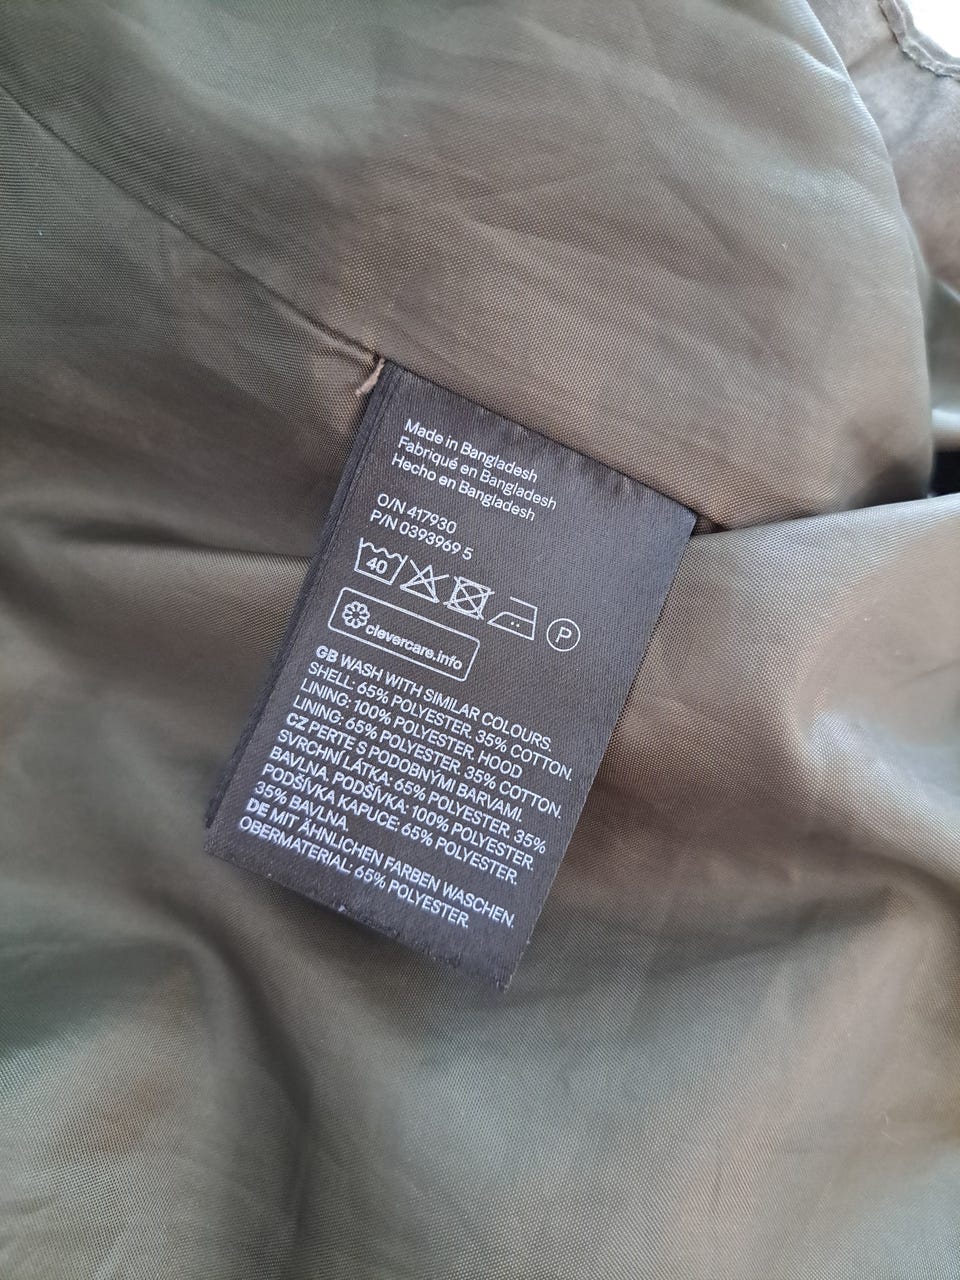 Made in Bangladesh
Fabriqué en Bangladesh
Hecho en Bangladesh
O/N 417930
P/N 0393969 5
40
P
clevercare.info
GB WASH WITH SIMILAR COLOURS.
SHELL: 65% POLYESTER. 35% COTTON.
LINING: 100% POLYESTER. HOOD
LINING: 65% POLYESTER. 35% COTTON.
CZ PERTE S PODOBNÝMI BARVAMI.
SVRCHNÍ LÁTKA: 65% POLYESTER. 35%
BAVLNA. PODŠÍVKA: 100% POLYESTER.
PODŠÍVKA KAPUCE: 65% POLYESTER.
35% BAVLNA.
DE MIT ÄHNLICHEN FARBEN WASCHEN.
OBERMATERIAL: 65% POLYESTER.